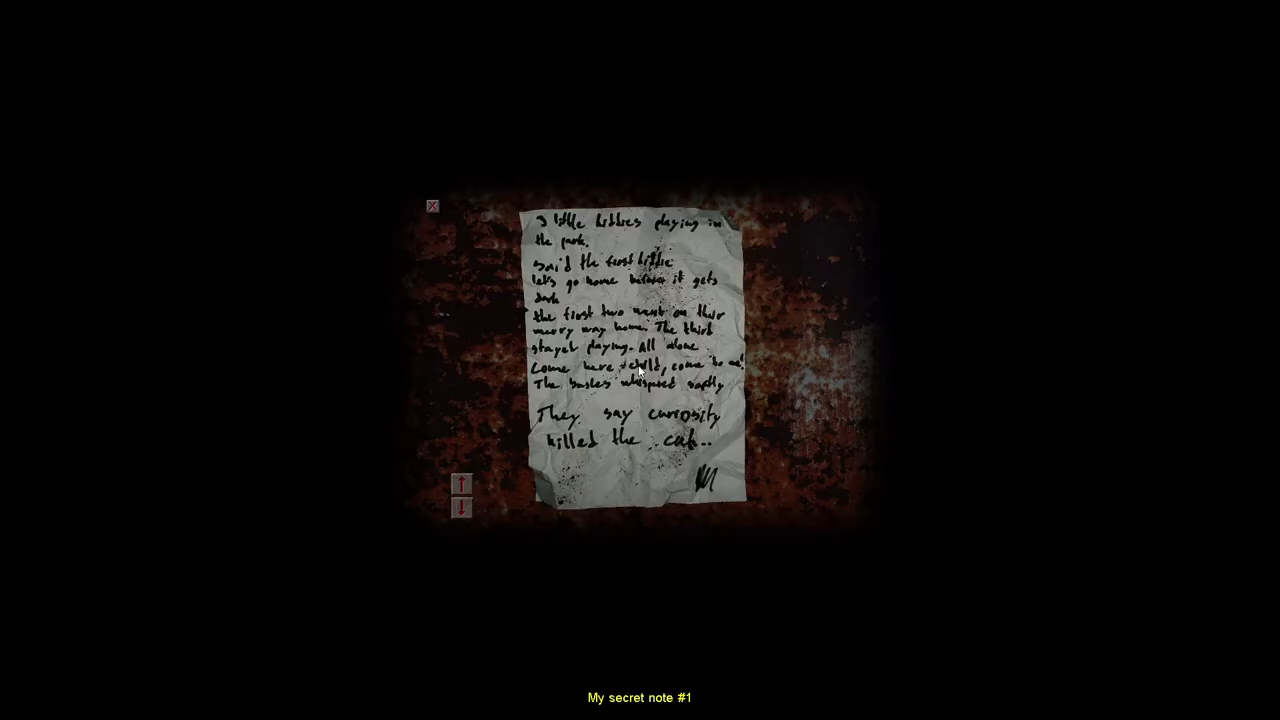 3 little kiddies playing in
the park.
said the first kiddie
let's go home before it gets
dark
the first two went on their
merry way home. The third
stayed playing. All alone
Come here child, come to me!
The bushes whispered softly
They say curiosity
killed the cat..
My secret note #1